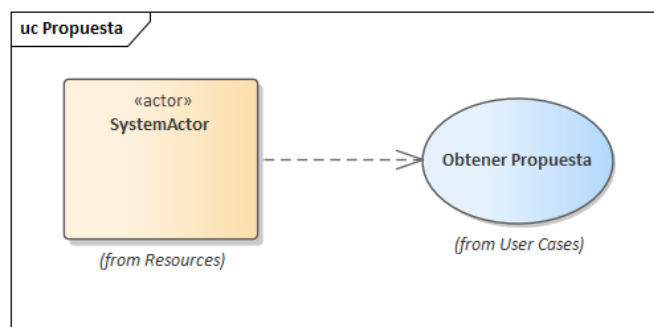 uc Propuesta
«actor»
SystemActor
Obtener Propuesta
(from Resources)
(from User Cases)